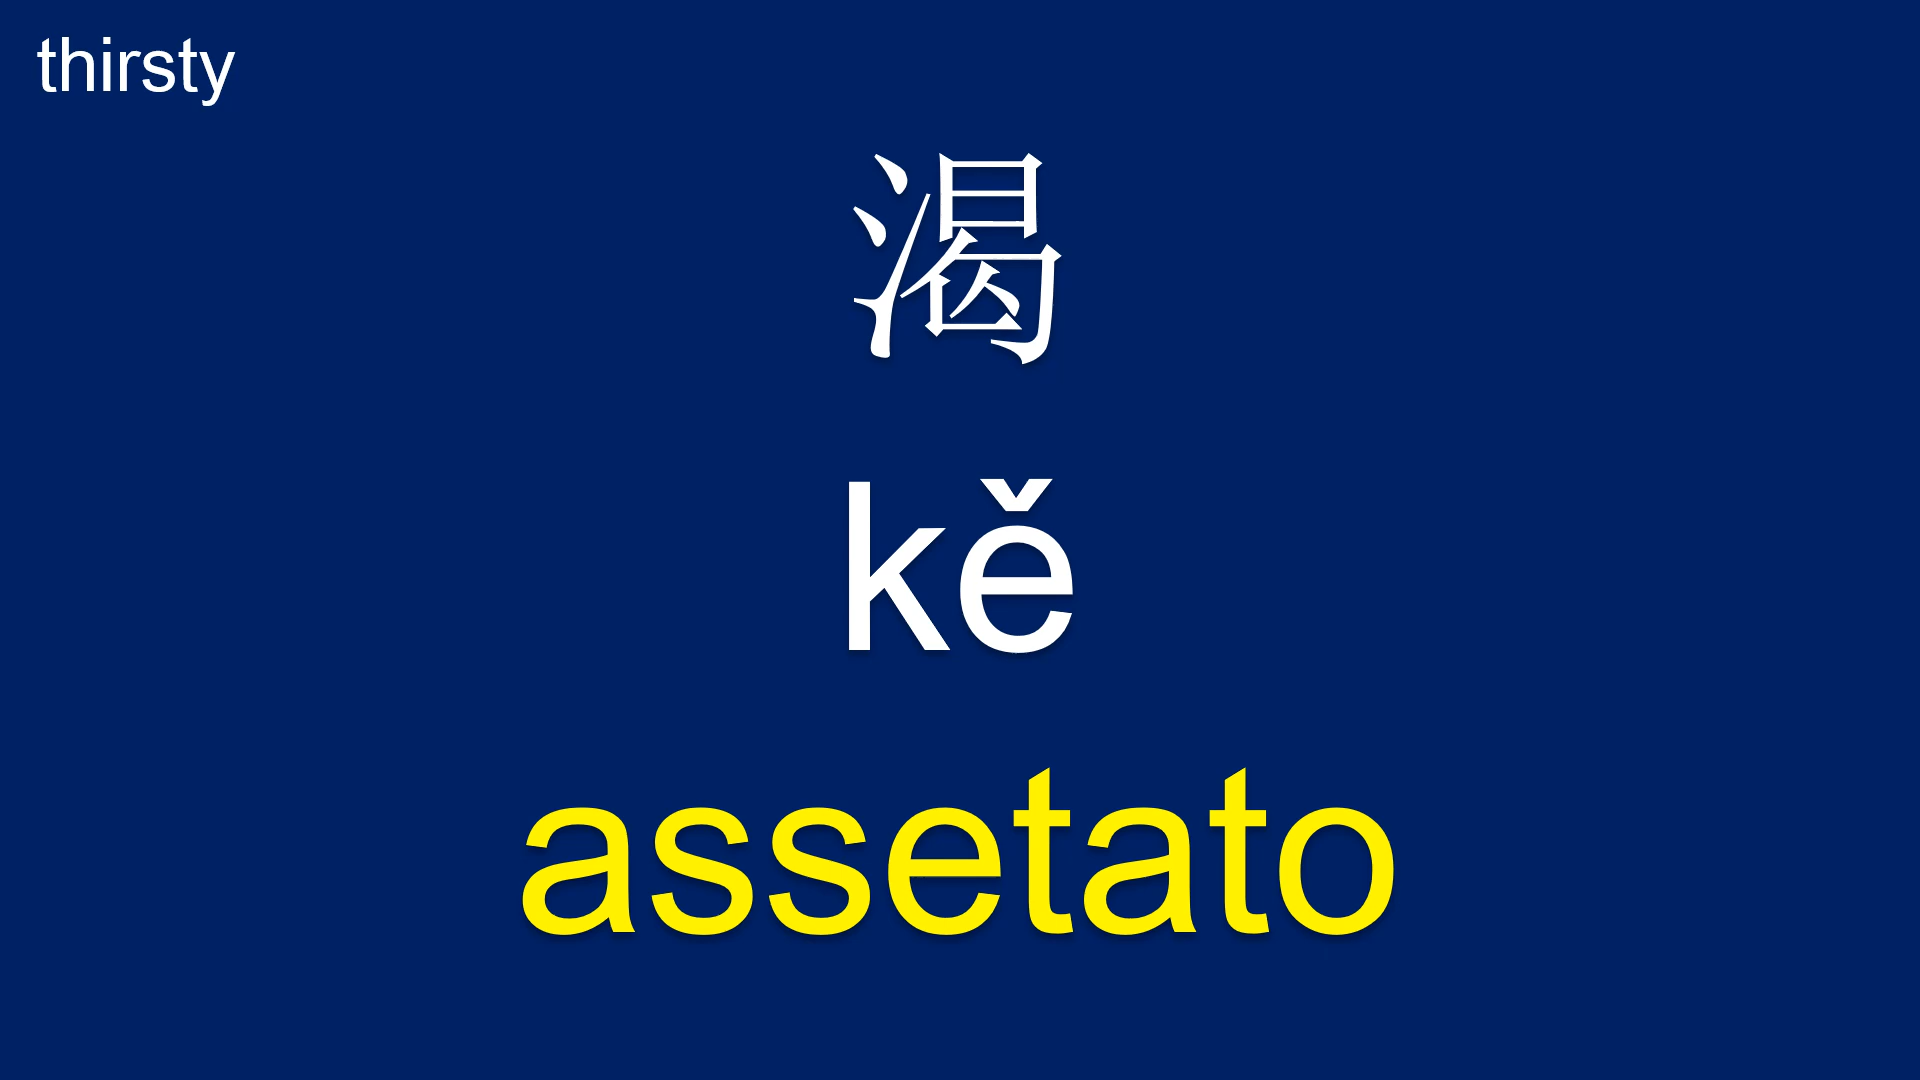 thirsty
渴
kě
assetato